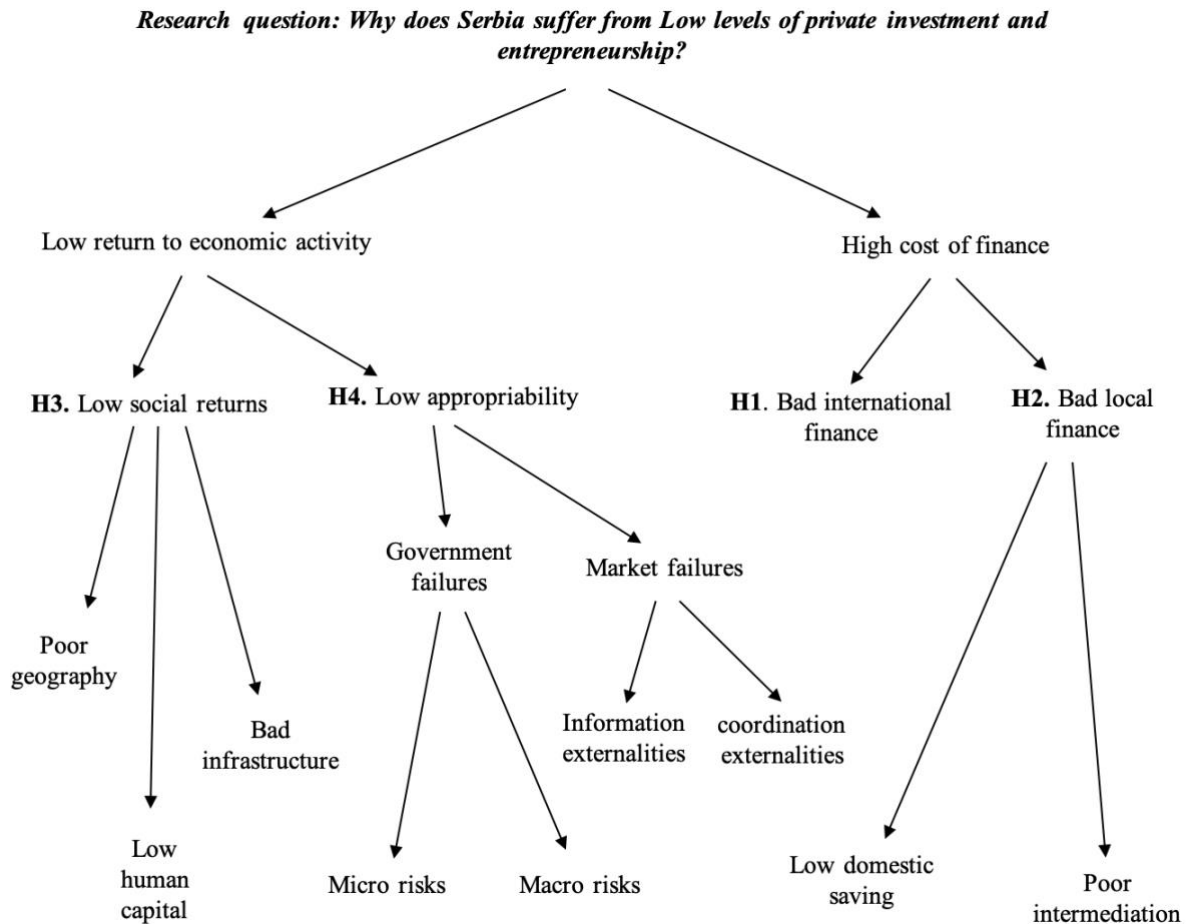 Research question: Why does Serbia suffer from Low levels of private investment and
entrepreneurship?
Low return to economic activity
High cost of finance
H3. Low social returns
H4. Low appropriability
H1. Bad international
finance
H2. Bad local
finance
Government
failures
Market failures
Poor
geography
Bad
infrastructure
Information
externalities
coordination
externalities
Low
human
capital
Micro risks
Macro risks
Low domestic
saving
Poor
intermediation